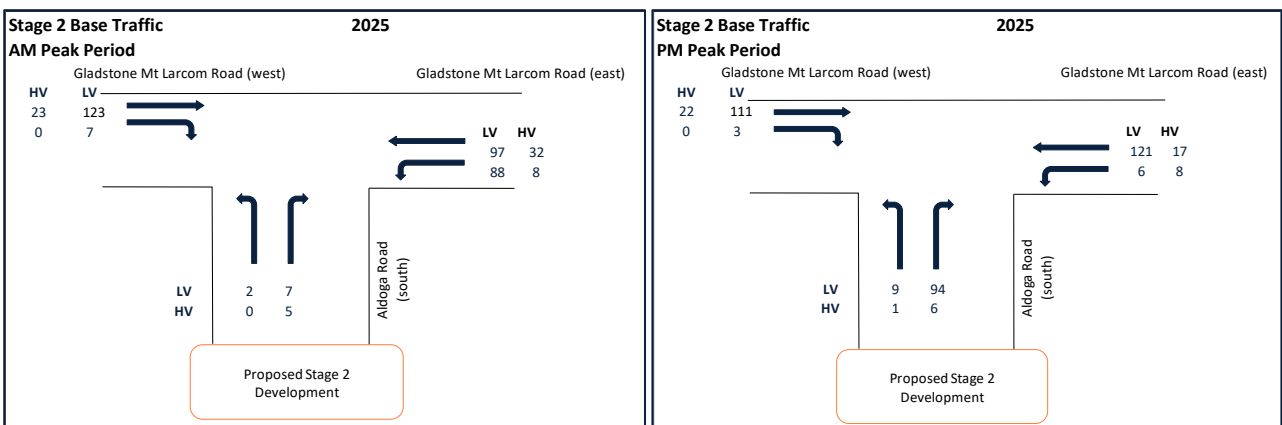 Stage 2 Base Traffic 2025
AM Peak Period
Gladstone Mt Larcom Road (west) Gladstone Mt Larcom Road (east)
HV LV
23 123
0 7
LV HV
97 32
88 8
Aldoga Road
(south)
LV 2 7
HV 0 5
Proposed Stage 2
Development
Stage 2 Base Traffic 2025
PM Peak Period
Gladstone Mt Larcom Road (west) Gladstone Mt Larcom Road (east)
HV LV
22 111
0 3
LV HV
121 17
6 8
Aldoga Road
(south)
LV 9 94
HV 1 6
Proposed Stage 2
Development